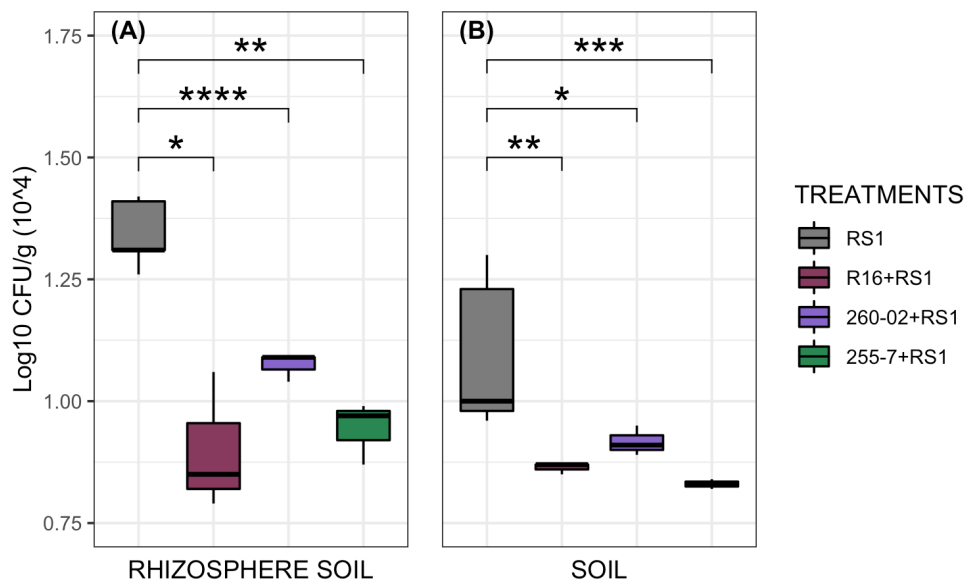 (A)
(B)
**
****
*
***
*
**
Log10 CFU/g (10^4)
1.75
1.50
1.25
1.00
0.75
RHIZOSPHERE SOIL
SOIL
TREATMENTS
RS1
R16+RS1
260-02+RS1
255-7+RS1